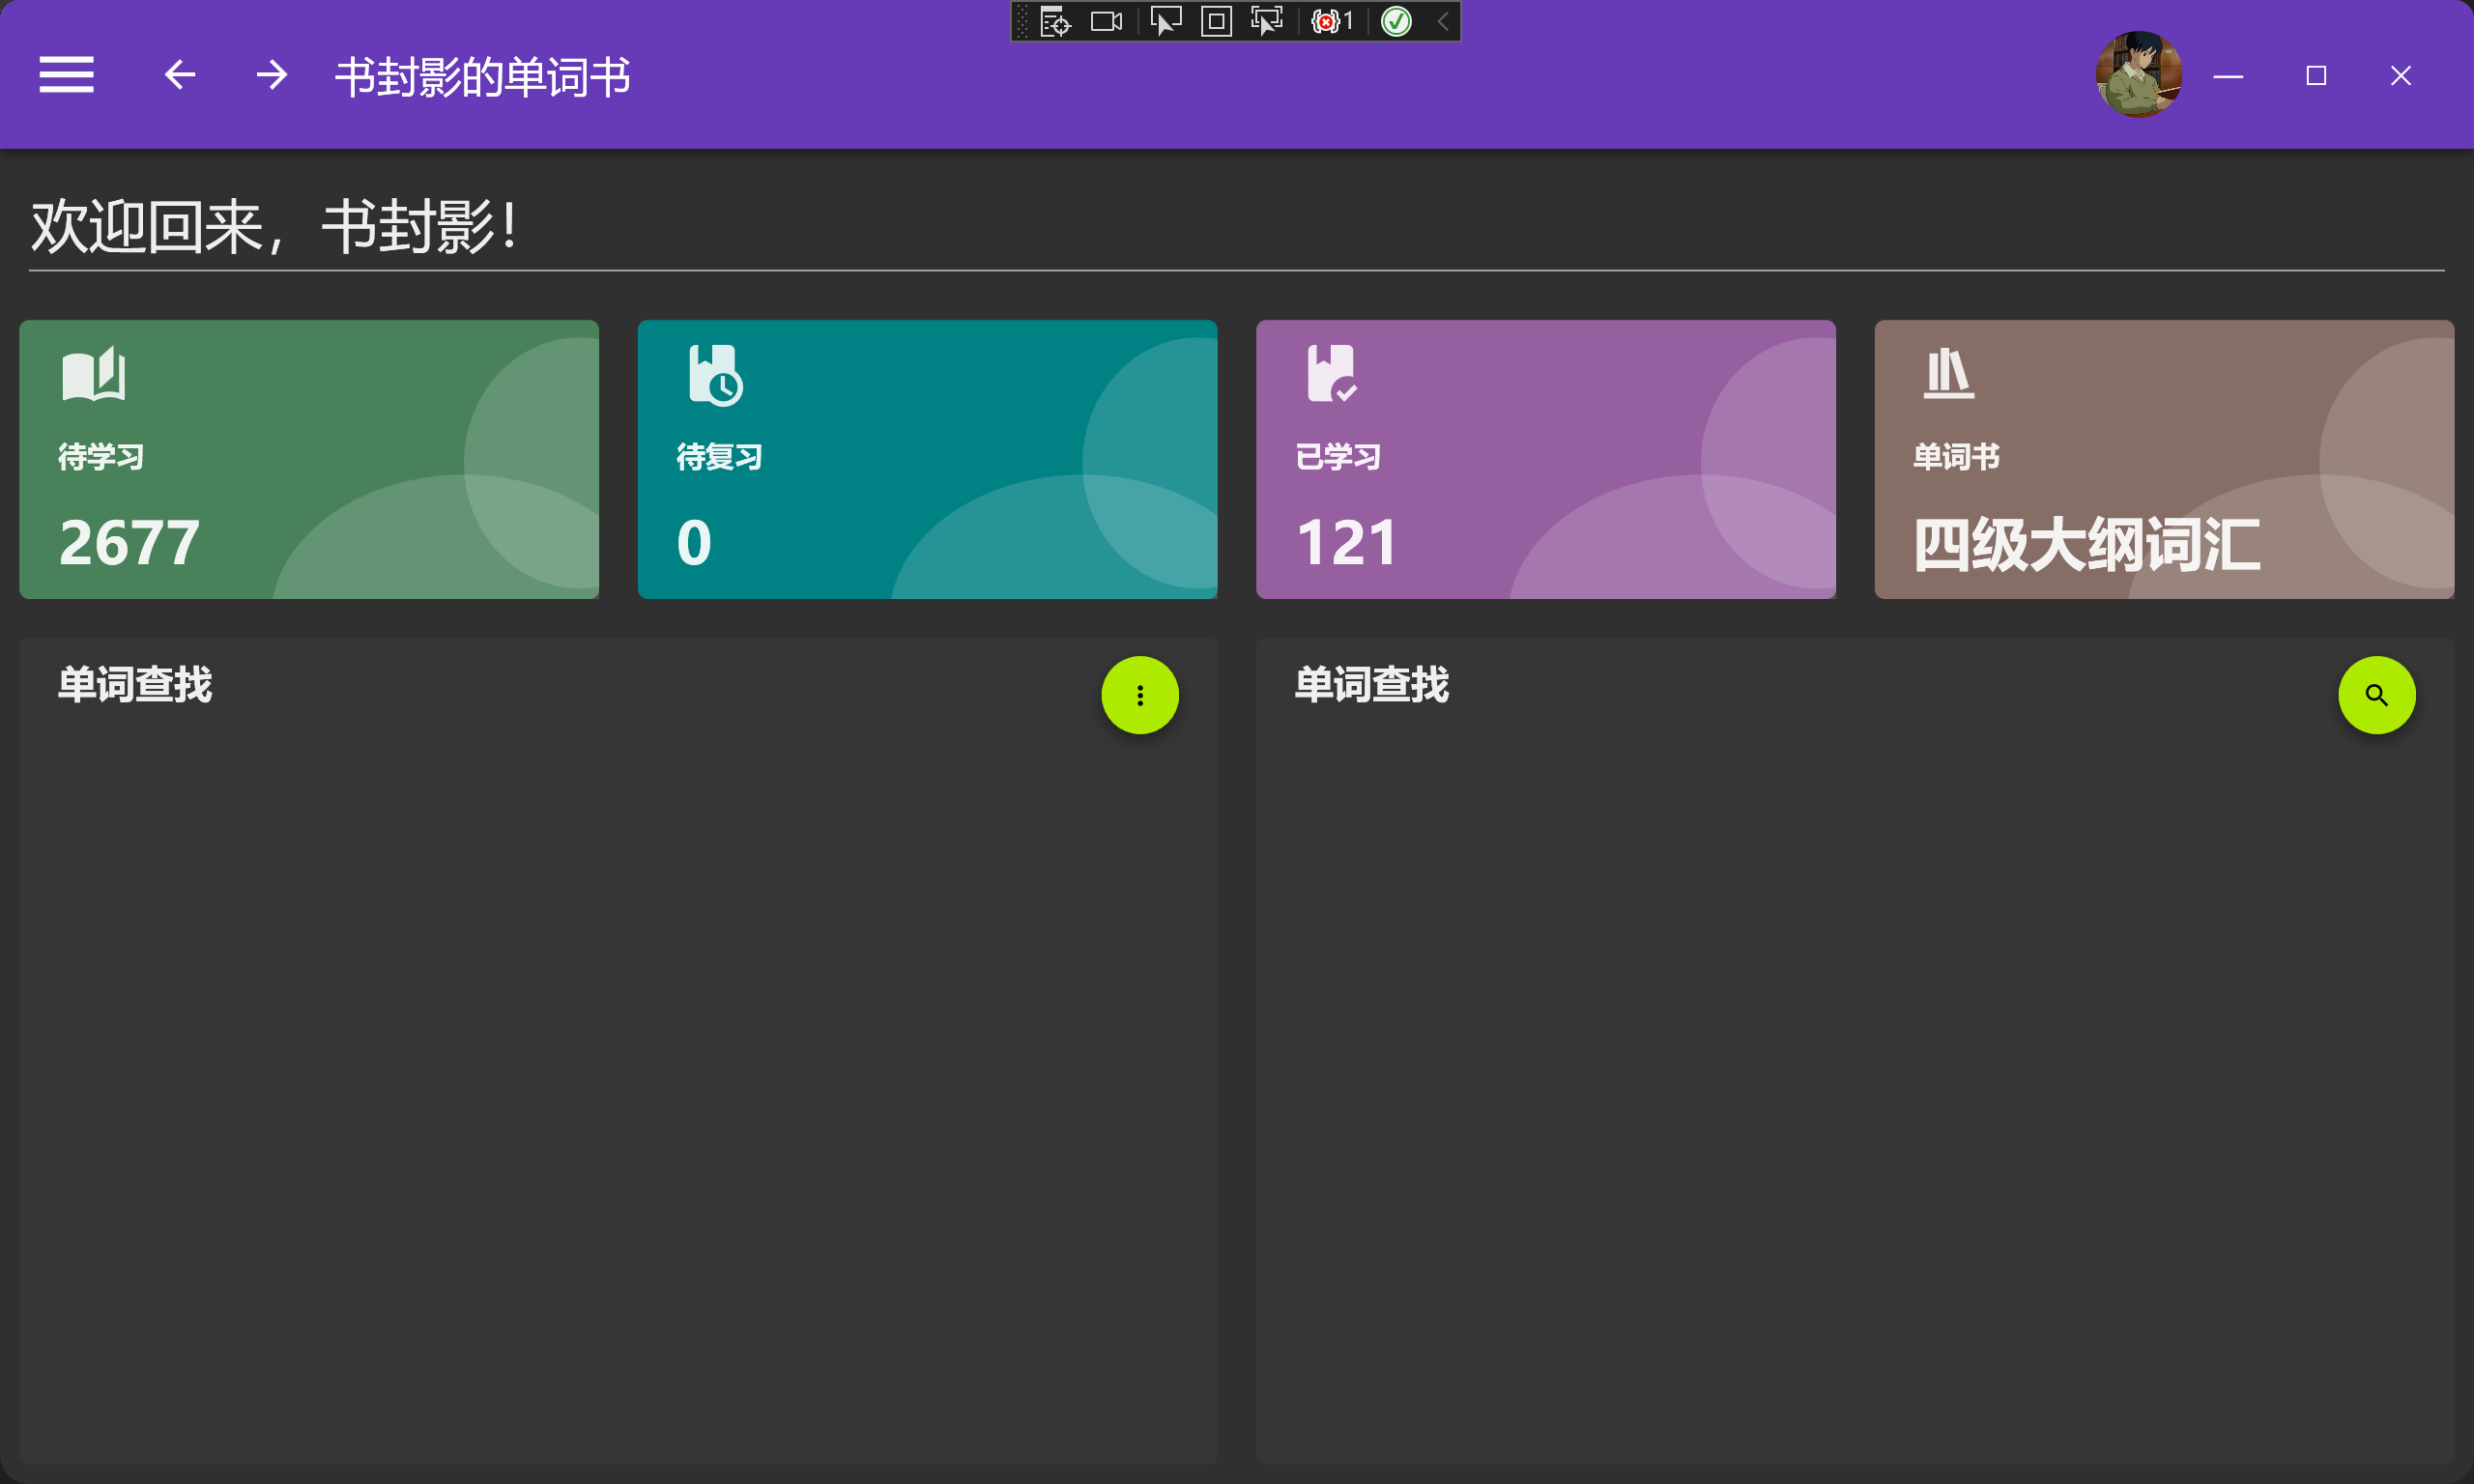 1
书封影的单词书
欢迎回来，书封影！
待学习
2677
待复习
0
已学习
121
单词书
四级大纲词汇
单词查找
单词查找